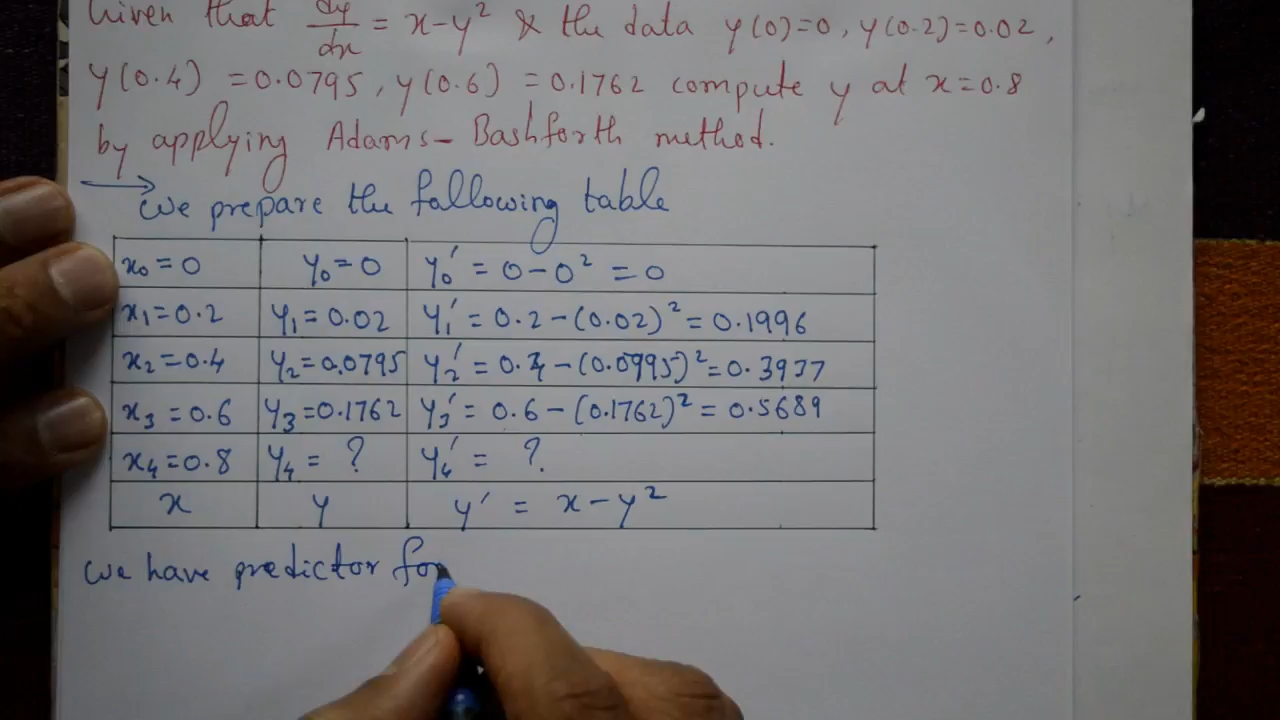 Given that dy/dx = x-y² & the data y(0)=0, y(0.2)=0.02,
y(0.4) =0.0795, y(0.6) =0.1762 compute y at x=0.8
by applying Adams-Bashforth method.
→ we prepare the following table
x₀=0 y₀=0 y₀' = 0-0² =0
x₁=0.2 y₁=0.02 y₁' = 0.2-(0.02)²=0.1996
x₂=0.4 y₂=0.0795 y₂' = 0.4-(0.0795)²=0.3937
x₃=0.6 y₃=0.1762 y₃' = 0.6-(0.1762)²=0.5689
x₄=0.8 y₄= ? y₄' = ?
x y y' = x-y²
we have predictor fo